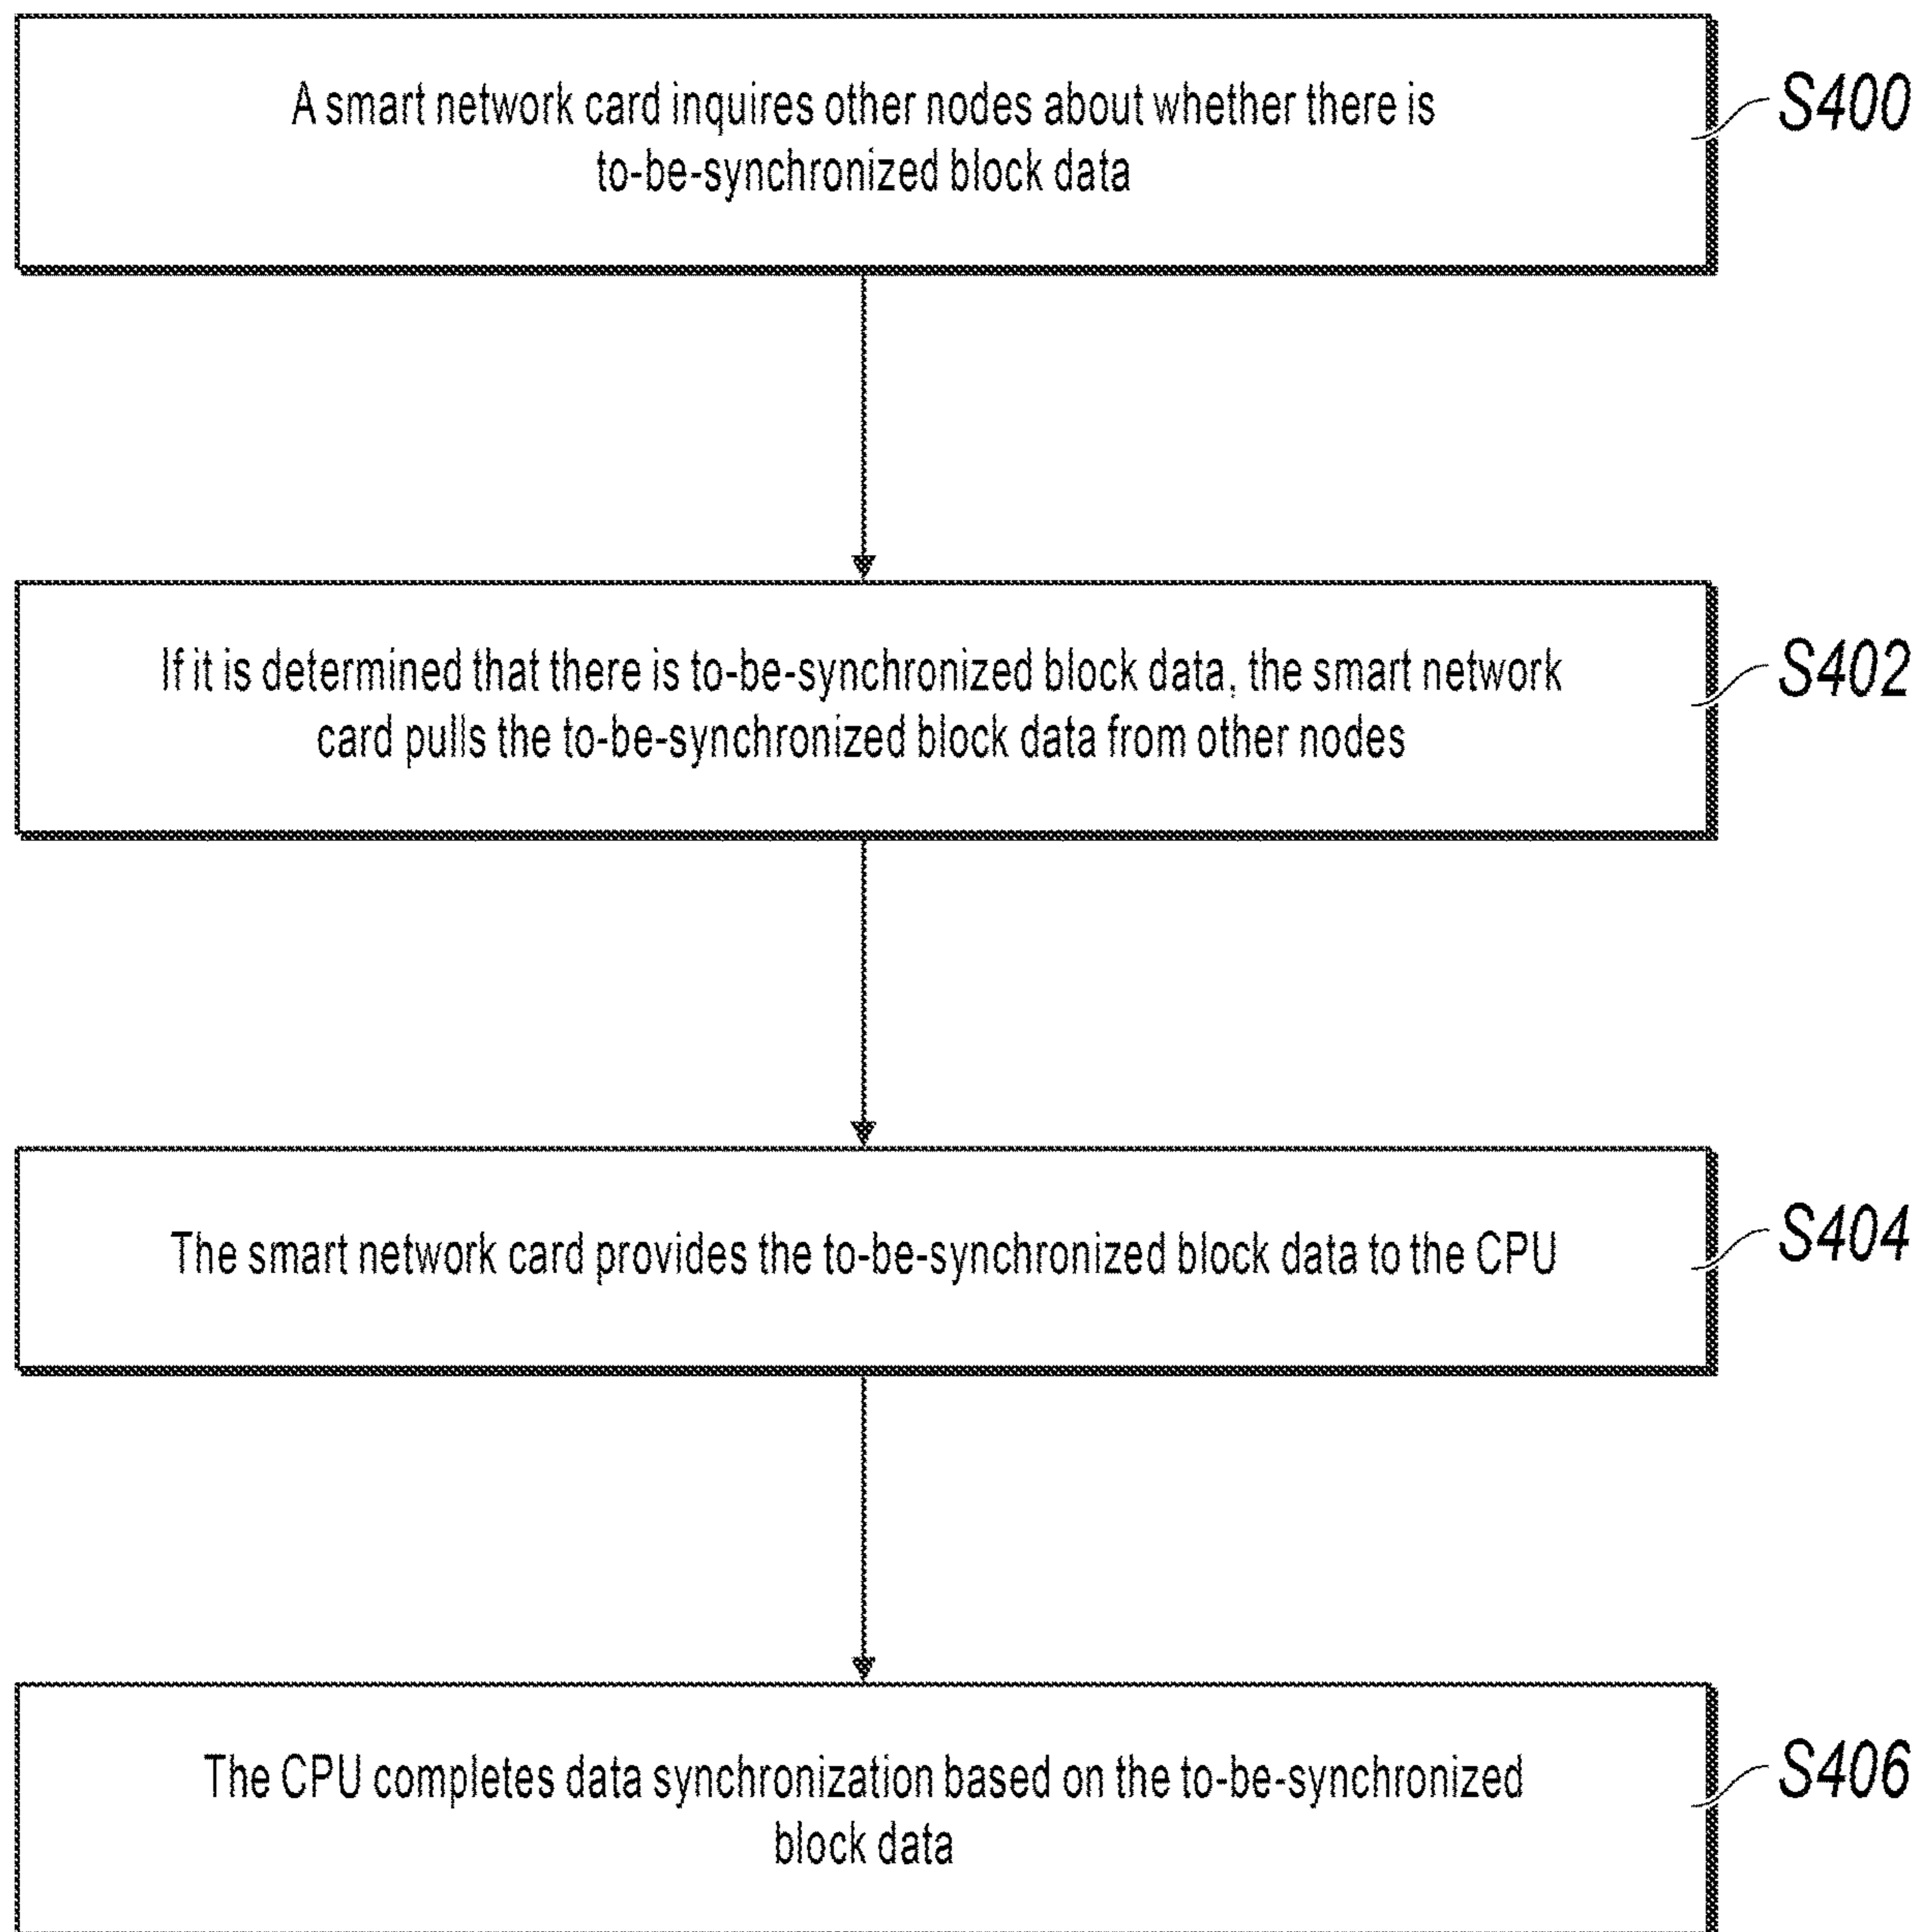 A smart network card inquires other nodes about whether there is
to-be-synchronized block data
S400
If it is determined that there is to-be-synchronized block data, the smart network
card pulls the to-be-synchronized block data from other nodes
S402
The smart network card provides the to-be-synchronized block data to the CPU
S404
The CPU completes data synchronization based on the to-be-synchronized
block data
S406